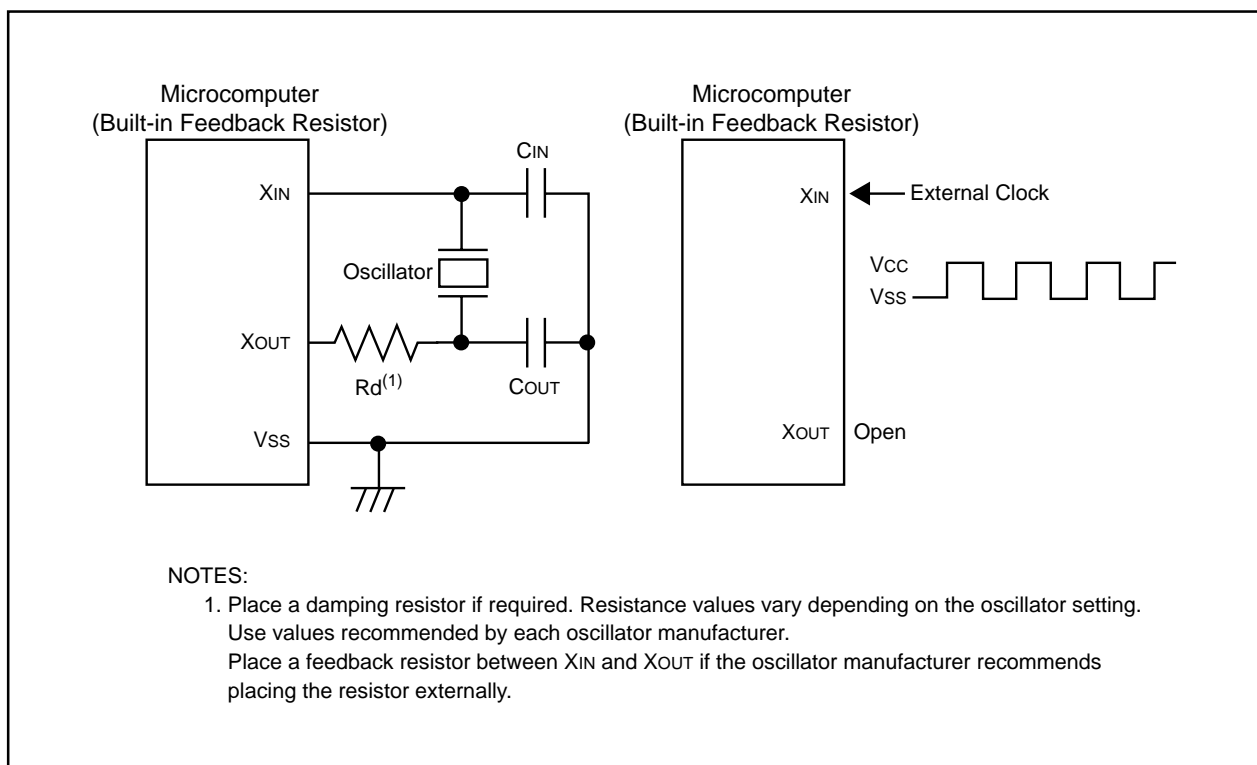 Microcomputer
(Built-in Feedback Resistor)
XIN
CIN
Oscillator
XOUT
Rd(1)
COUT
VSS
Microcomputer
(Built-in Feedback Resistor)
XIN
External Clock
VCC
VSS
XOUT
Open
NOTES:
1. Place a damping resistor if required. Resistance values vary depending on the oscillator setting.
Use values recommended by each oscillator manufacturer.
Place a feedback resistor between XIN and XOUT if the oscillator manufacturer recommends
placing the resistor externally.